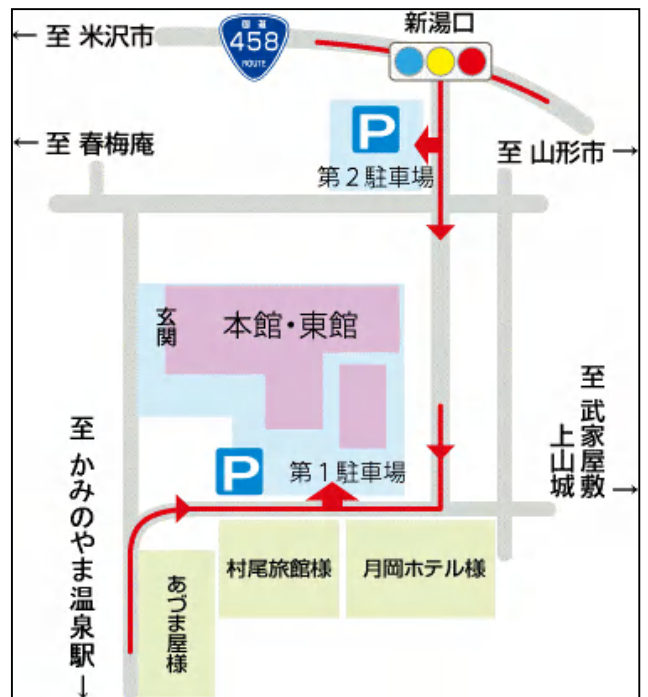 ← 至 米沢市
国道
458
ROUTE
新湯口
← 至 春梅庵
P
第2駐車場
至 山形市 →
玄関
本館・東館
至 武家屋敷
上山城
→
至 かみのやま温泉駅
↓
P
第1駐車場
あづま屋様
村尾旅館様
月岡ホテル様